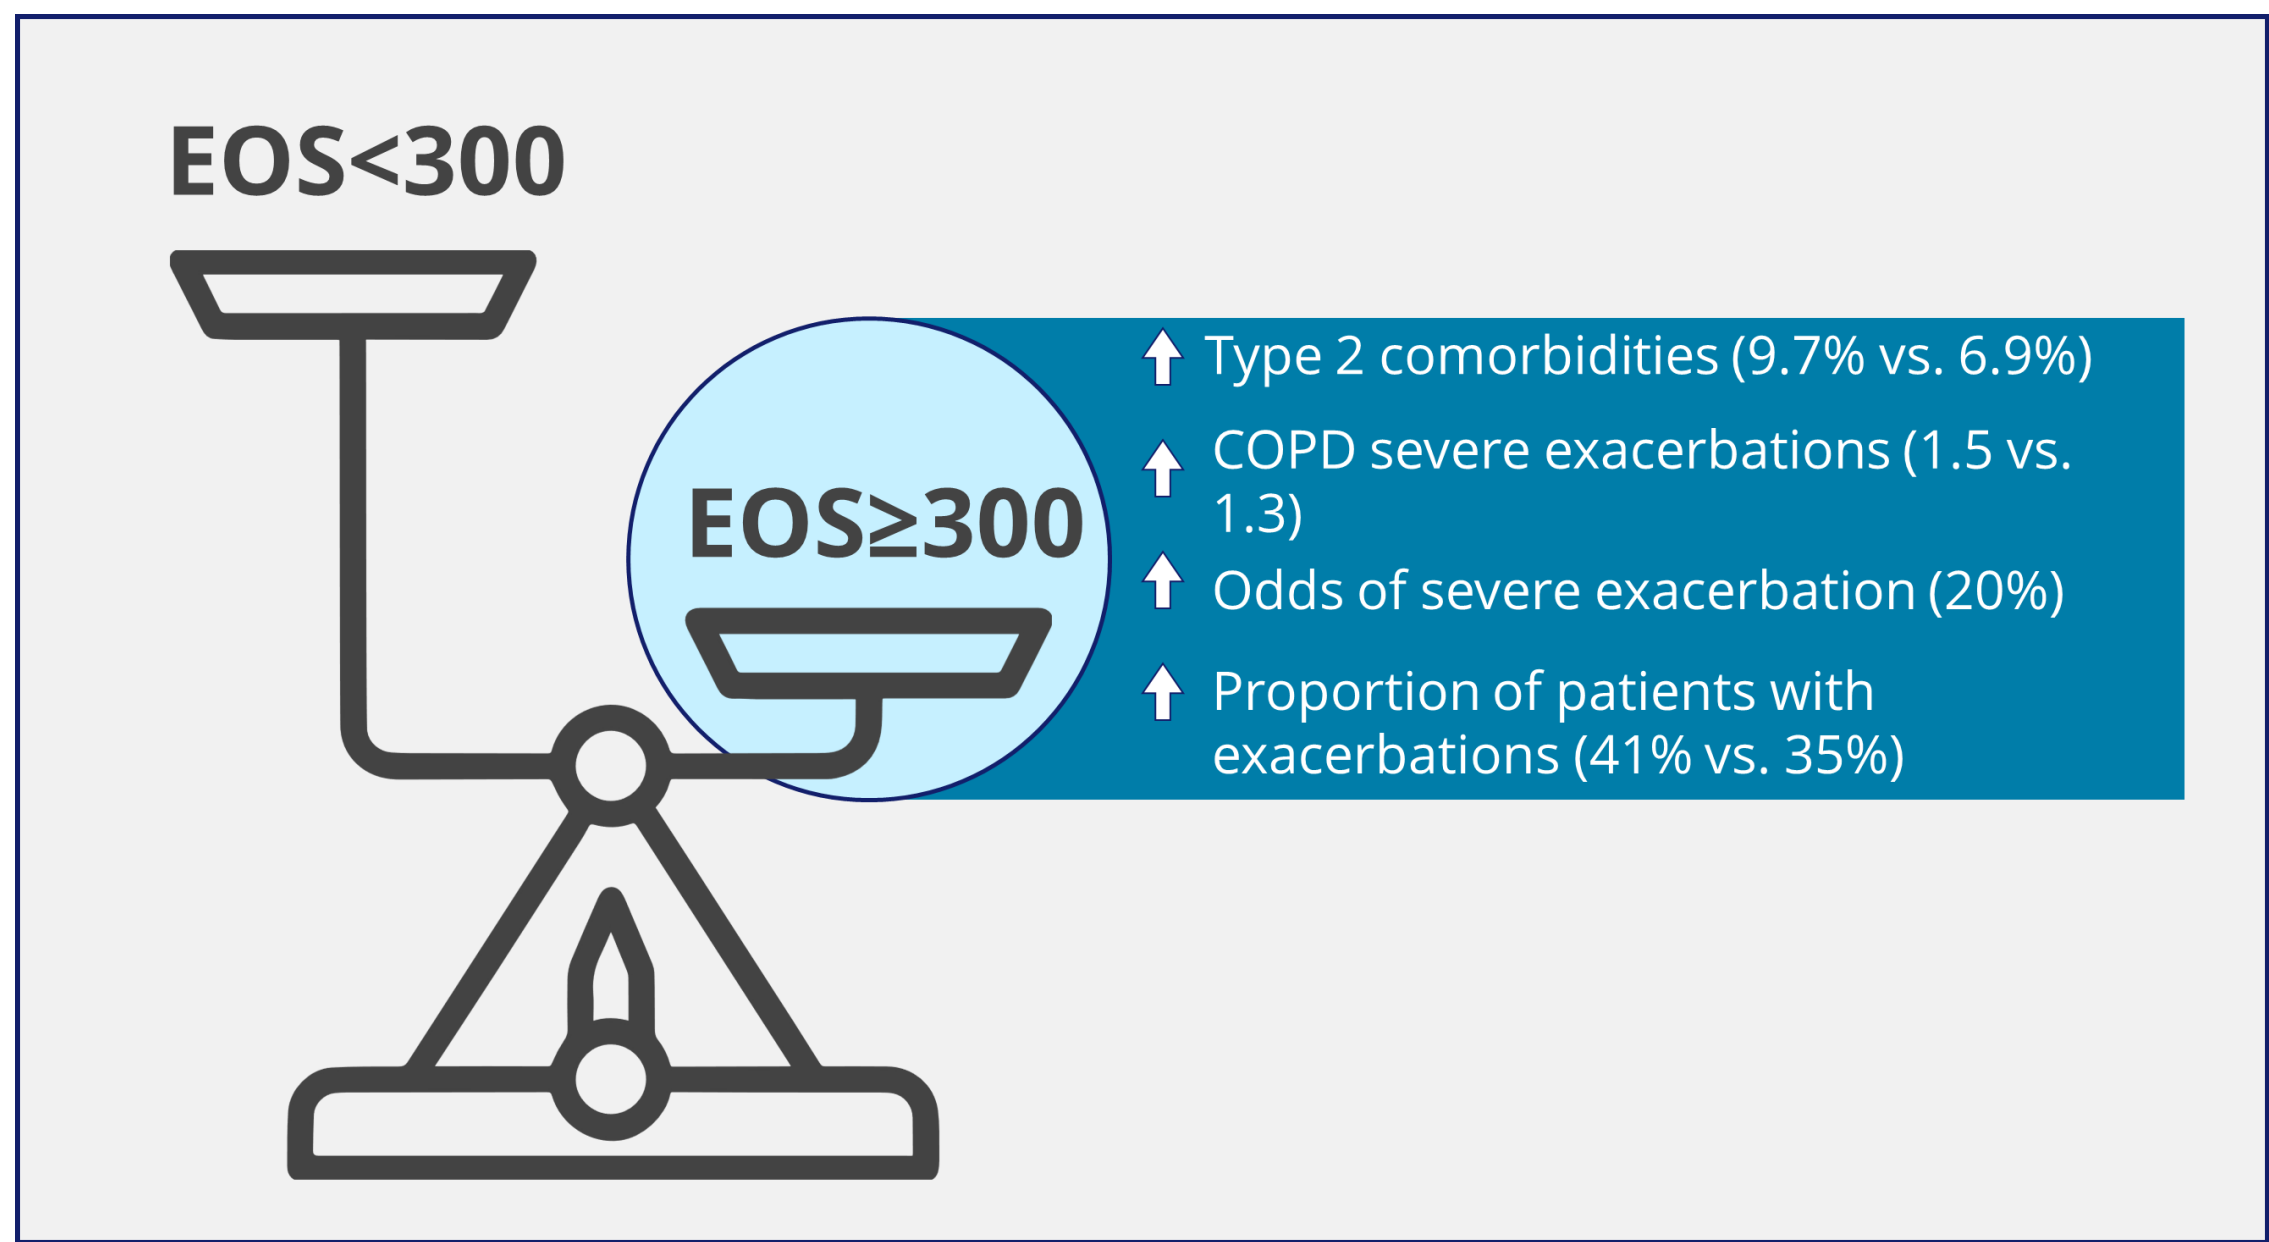 EOS<300
EOS≥300
Type 2 comorbidities (9.7% vs. 6.9%)
COPD severe exacerbations (1.5 vs.
1.3)
Odds of severe exacerbation (20%)
Proportion of patients with
exacerbations (41% vs. 35%)